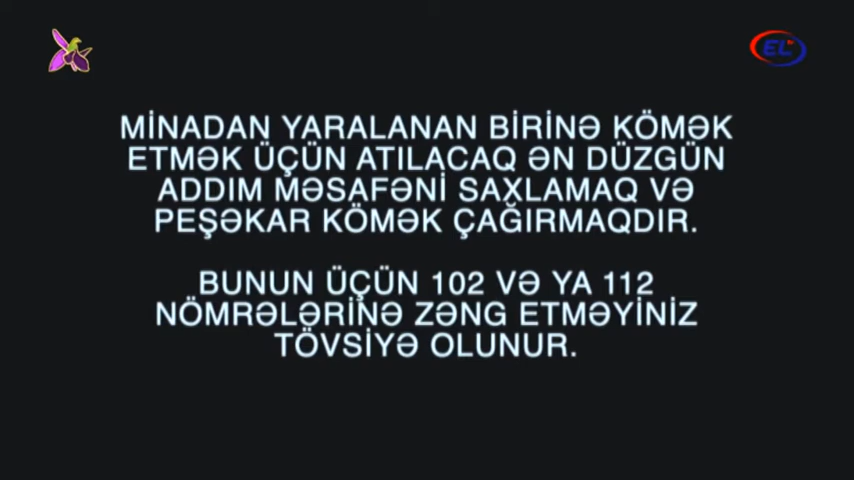 EL
MİNADAN YARALANAN BİRİNƏ KÖMƏK
ETMƏK ÜÇÜN ATILACAQ ƏN DÜZGÜN
ADDIM MƏSAFƏNİ SAXLAMAQ VƏ
PEŞƏKAR KÖMƏK ÇAĞIRMAQDIR.
BUNUN ÜÇÜN 102 VƏ YA 112
NÖMRƏLƏRİNƏ ZƏNG ETMƏYİNİZ
TÖVSİYƏ OLUNUR.